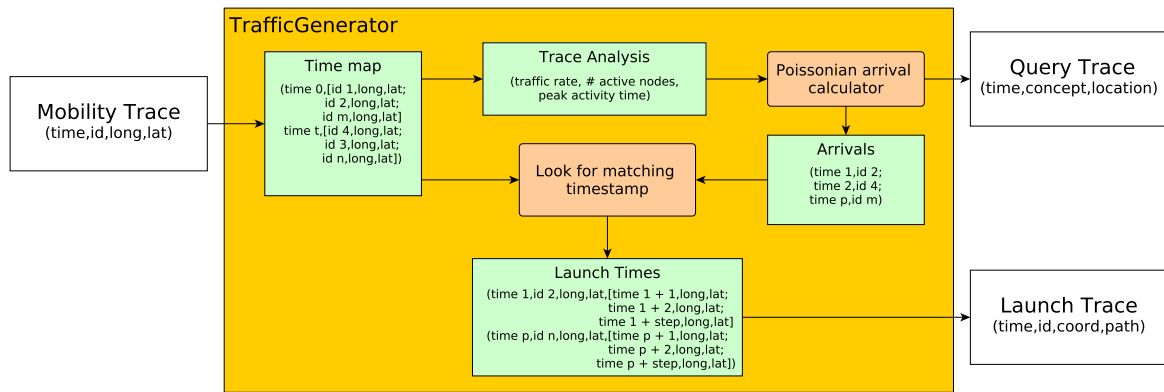 TrafficGenerator
Mobility Trace
(time,id,long,lat)
Time map
(time 0,[id 1,long,lat;
id 2,long,lat;
id m,long,lat]
time t,[id 4,long,lat;
id 3,long,lat;
id n,long,lat])
Trace Analysis
(traffic rate, # active nodes,
peak activity time)
Poissonian arrival
calculator
Query Trace
(time,concept,location)
Look for matching
timestamp
Arrivals
(time 1,id 2;
time 2,id 4;
time p,id m)
Launch Times
(time 1,id 2,long,lat,[time 1 + 1,long,lat;
time 1 + 2,long,lat;
time 1 + step,long,lat]
(time p,id n,long,lat,[time p + 1,long,lat;
time p + 2,long,lat;
time p + step,long,lat])
Launch Trace
(time,id,coord,path)